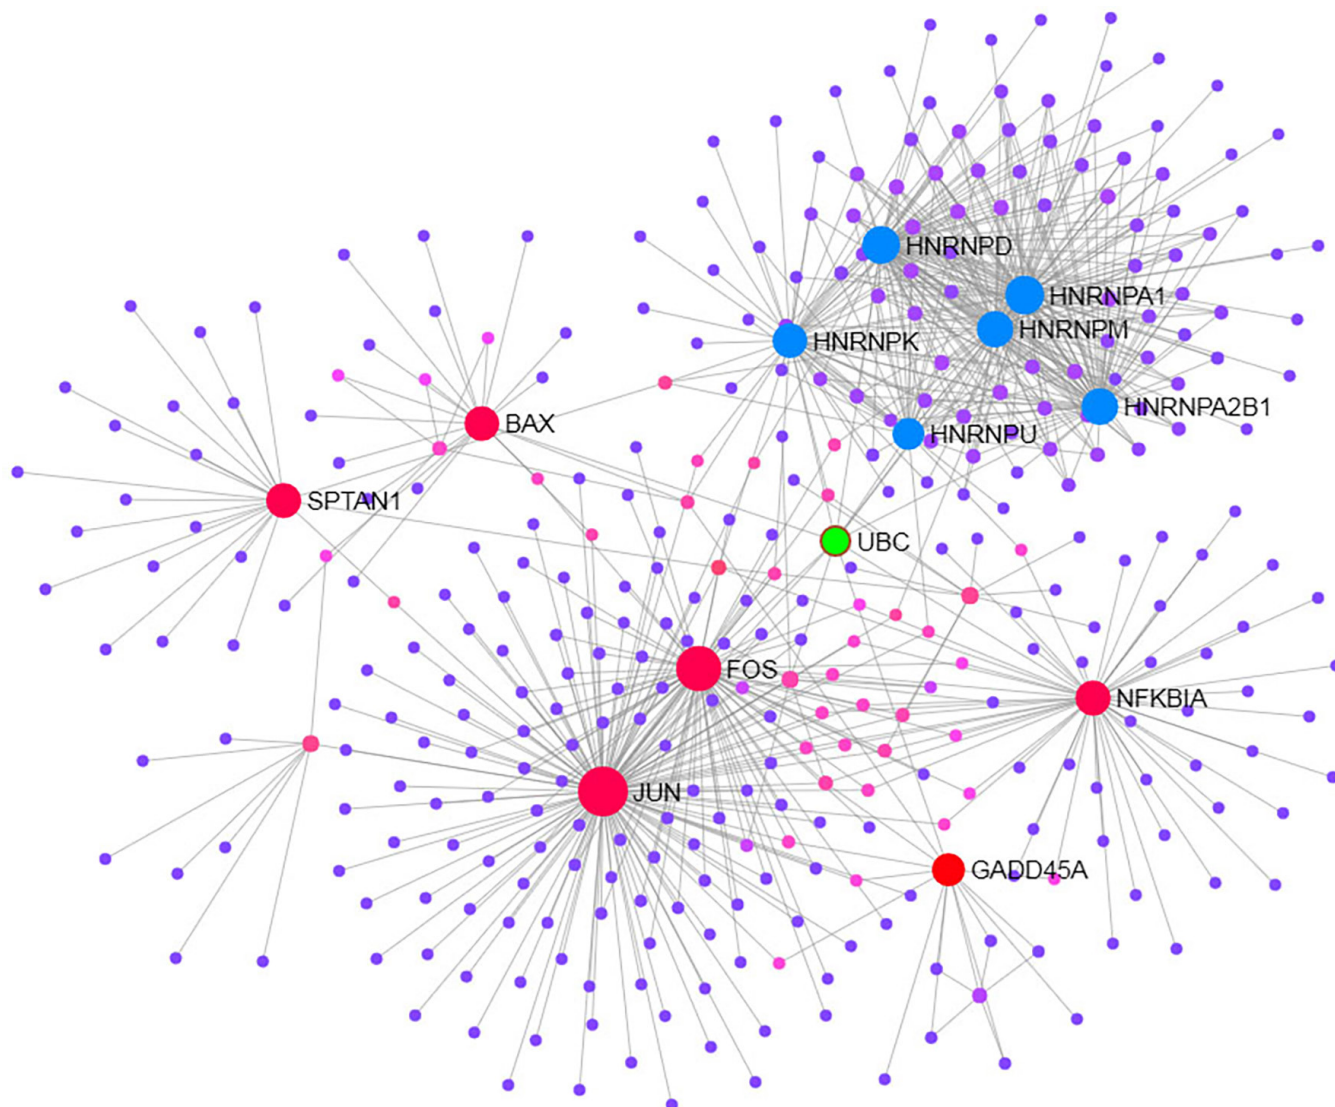 HNRNPD
HNRNPA1
HNRNPM
HNRNPK
HNRNPA2B1
BAX
HNRNPU
SPTAN1
UBC
FOS
NFKBIA
JUN
GADD45A